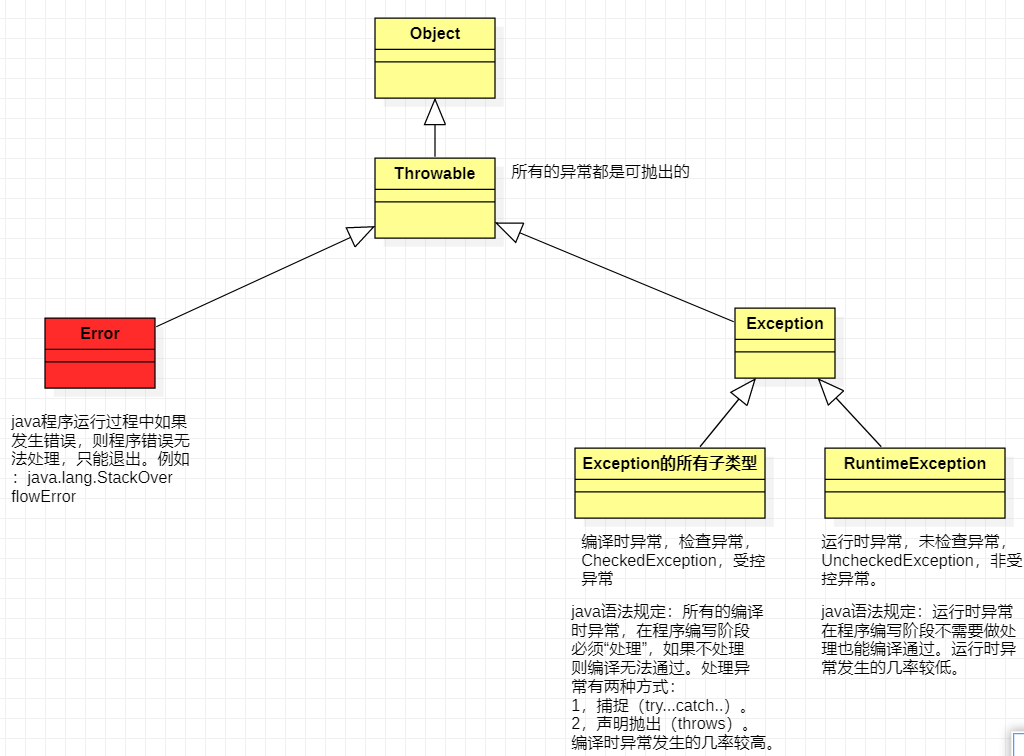 Object
Throwable
所有的异常都是可抛出的
Error
java程序运行过程中如果
发生错误，则程序错误无
法处理，只能退出。例如
：java.lang.StackOver
flowError
Exception
Exception的所有子类型
编译时异常，检查异常，
CheckedException，受控
异常
java语法规定：所有的编译
时异常，在程序编写阶段
必须“处理”，如果不处理
则编译无法通过。处理异
常有两种方式：
1，捕捉（try...catch..）。
2，声明抛出（throws）。
编译时异常发生的几率较高。
RuntimeException
运行时异常，未检查异常，
UncheckedException，非受
控异常。
java语法规定：运行时异常
在程序编写阶段不需要做处
理也能编译通过。运行时异
常发生的几率较低。